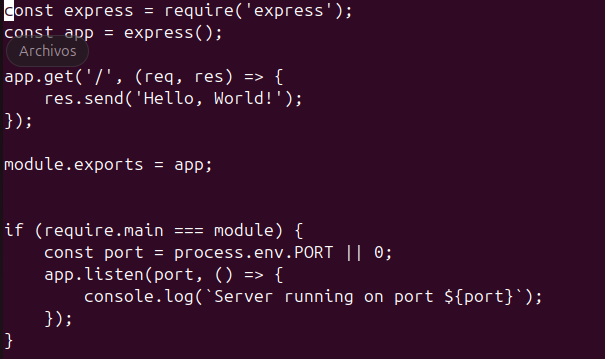 const express = require('express');
const app = express();
Archivos
app.get('/', (req, res) => {
    res.send('Hello, World!');
});
module.exports = app;
if (require.main === module) {
    const port = process.env.PORT || 0;
    app.listen(port, () => {
        console.log(`Server running on port ${port}`);
    });
}